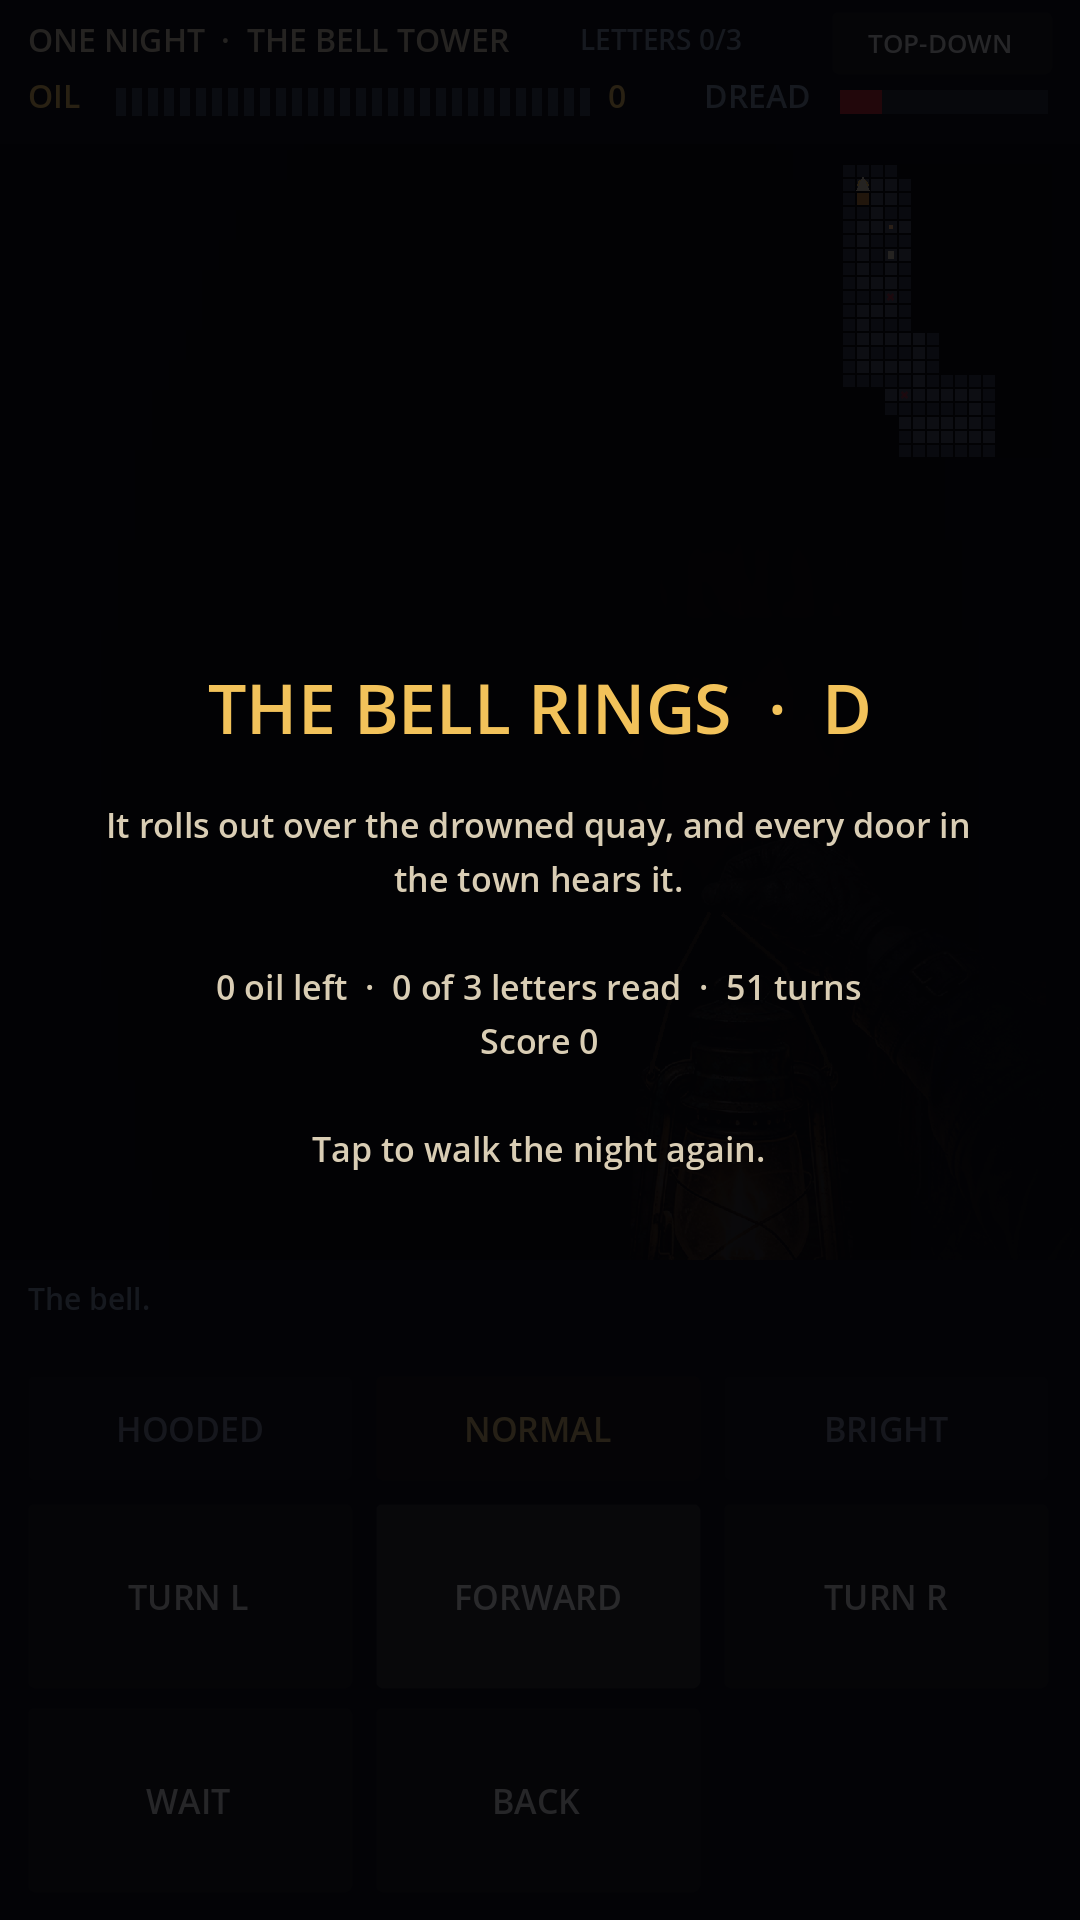 ONE NIGHT · THE BELL TOWER
LETTERS 0/3
TOP-DOWN
OIL
0
DREAD
THE BELL RINGS · D
It rolls out over the drowned quay, and every door in
the town hears it.
0 oil left · 0 of 3 letters read · 51 turns
Score 0
Tap to walk the night again.
The bell.
HOODED
NORMAL
BRIGHT
TURN L
FORWARD
TURN R
WAIT
BACK